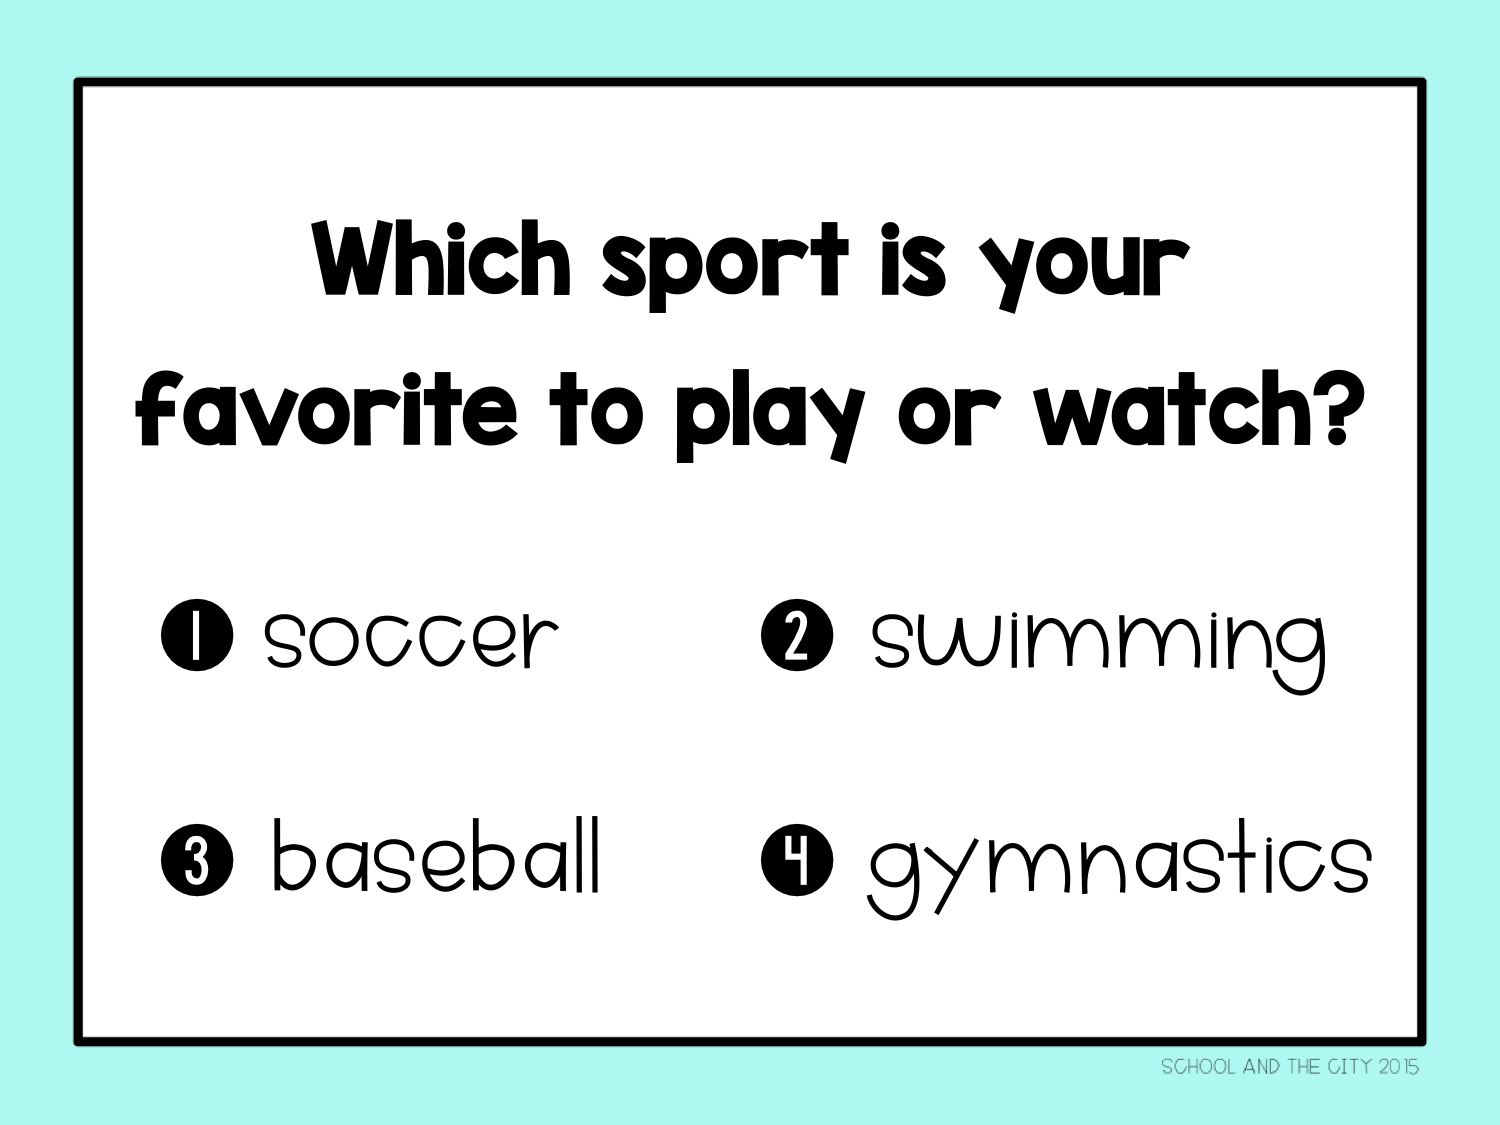 Which sport is your
favorite to play or watch?
1 soccer
2 swimming
3 baseball
4 gymnastics
SCHOOL AND THE CITY 2015